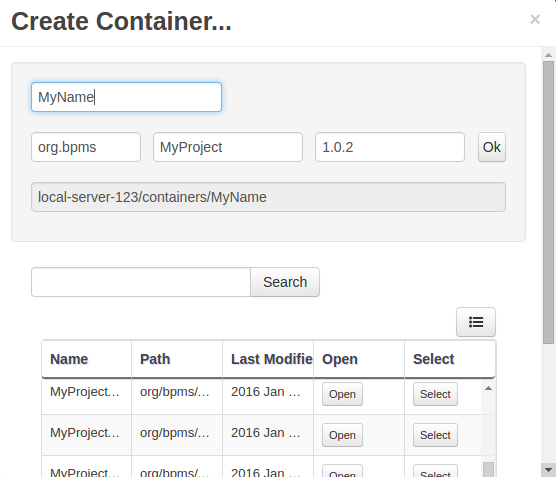 Create Container... ×
MyName
org.bpms MyProject 1.0.2 Ok
local-server-123/containers/MyName
Search
Name Path Last Modifie Open Select
MyProject... org/bpms/... 2016 Jan ... Open Select
MyProject... org/bpms/... 2016 Jan ... Open Select
MyProject... org/bpms/... 2016 Jan ... Open Select